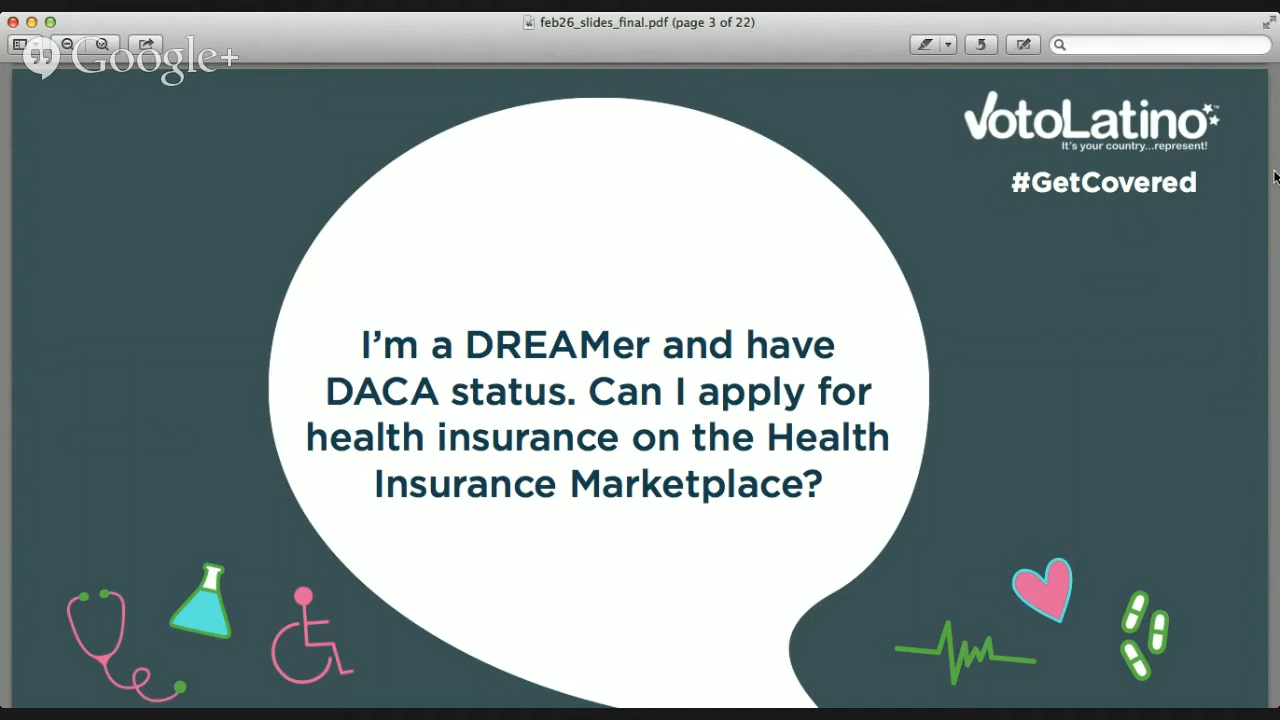 feb26_slides_final.pdf (page 3 of 22)
Google+
VotoLatino™
It's your country...represent!
#GetCovered
I'm a DREAMer and have
DACA status. Can I apply for
health insurance on the Health
Insurance Marketplace?